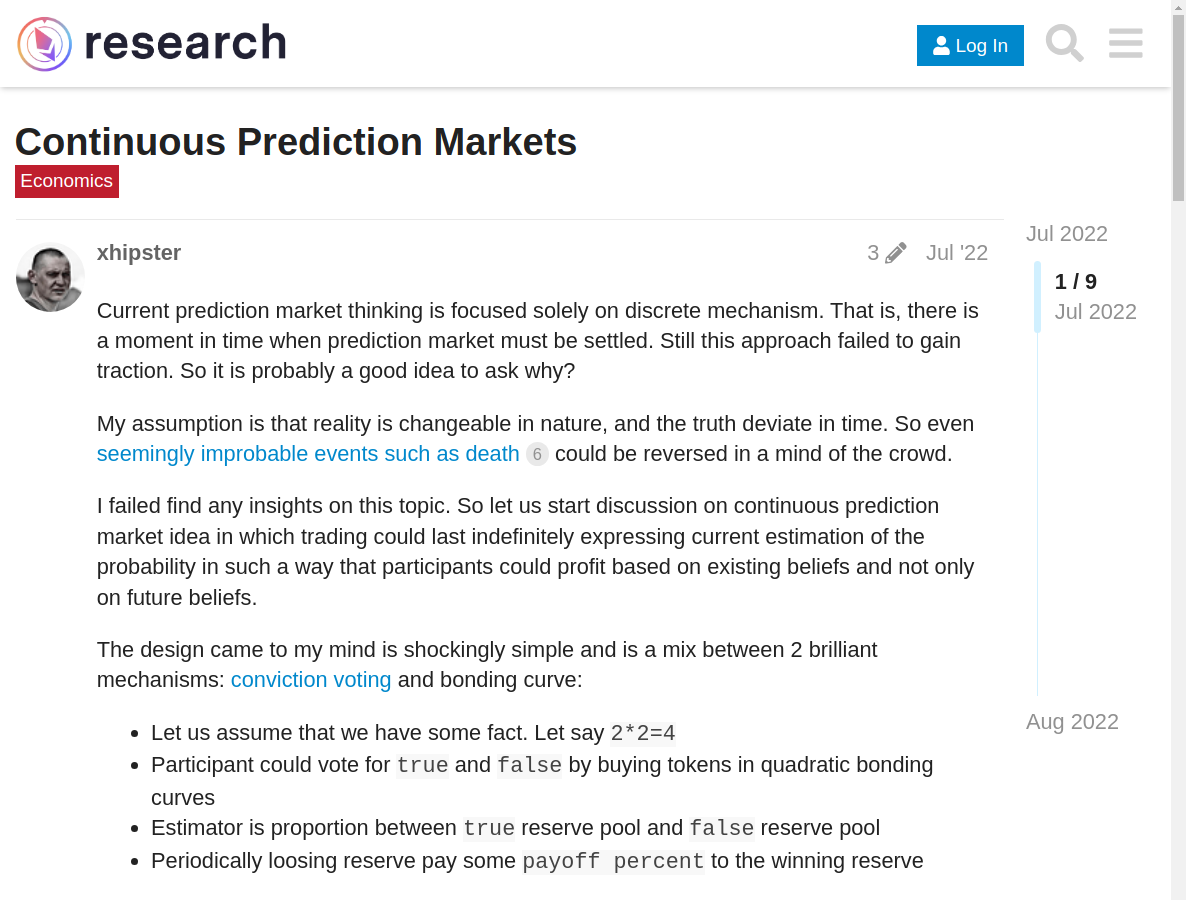 research
Log In
Continuous Prediction Markets
Economics
xhipster
3
Jul '22
Jul 2022
1 / 9
Jul 2022
Current prediction market thinking is focused solely on discrete mechanism. That is, there is
a moment in time when prediction market must be settled. Still this approach failed to gain
traction. So it is probably a good idea to ask why?
My assumption is that reality is changeable in nature, and the truth deviate in time. So even
seemingly improbable events such as death 6 could be reversed in a mind of the crowd.
I failed find any insights on this topic. So let us start discussion on continuous prediction
market idea in which trading could last indefinitely expressing current estimation of the
probability in such a way that participants could profit based on existing beliefs and not only
on future beliefs.
The design came to my mind is shockingly simple and is a mix between 2 brilliant
mechanisms: conviction voting and bonding curve:
Aug 2022
• Let us assume that we have some fact. Let say 2*2=4
• Participant could vote for true and false by buying tokens in quadratic bonding
curves
• Estimator is proportion between true reserve pool and false reserve pool
• Periodically loosing reserve pay some payoff percent to the winning reserve